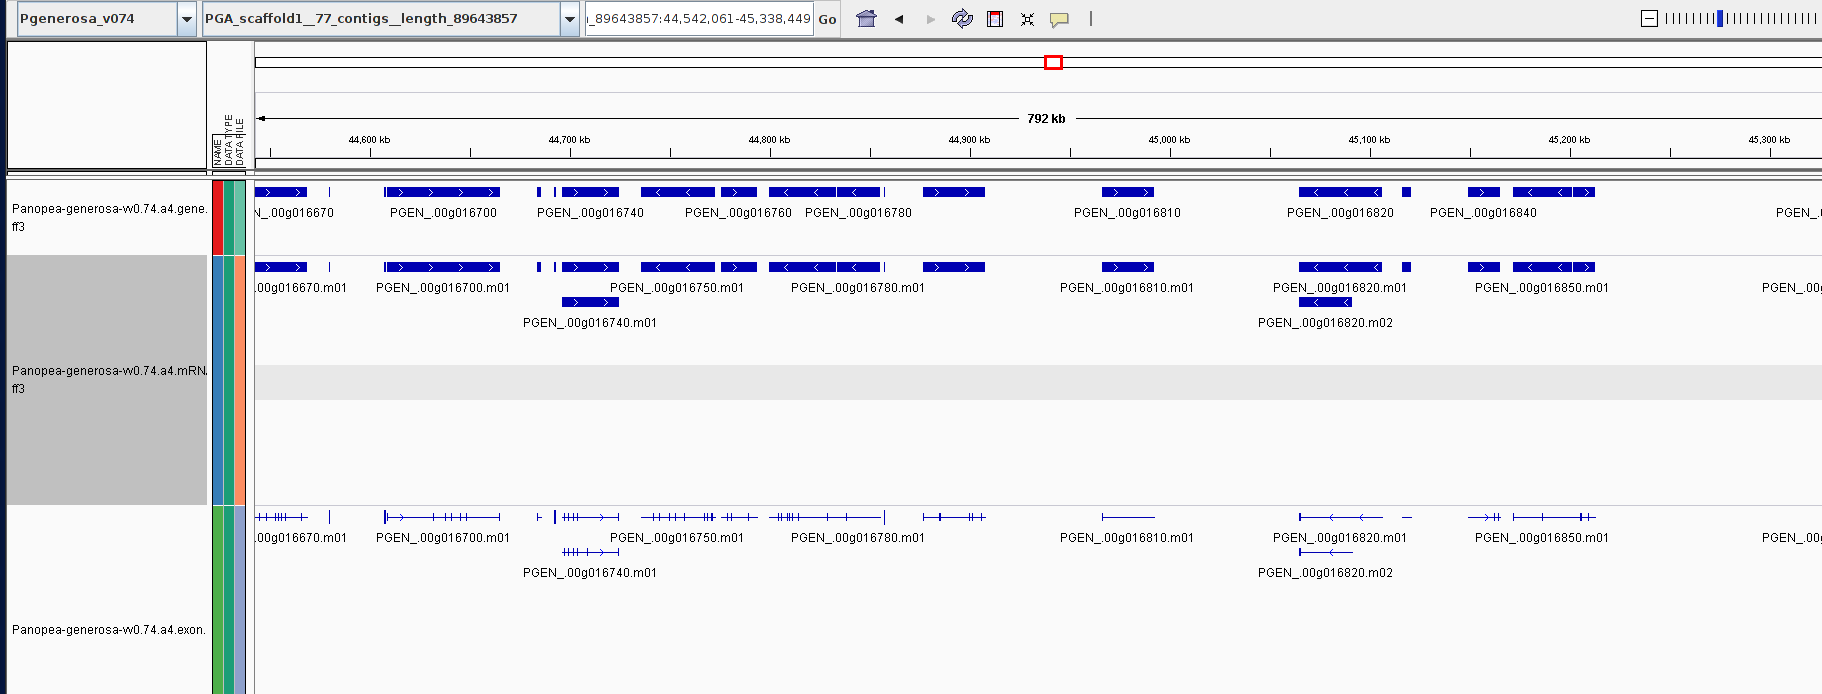 Pgenerosa_v074 PGA_scaffold1__77_contigs__length_89643857 _89643857:44,542,061-45,338,449 Go
NAME
DATA TYPE
DATA FILE
792 kb
44,600 kb 44,700 kb 44,800 kb 44,900 kb 45,000 kb 45,100 kb 45,200 kb 45,300 kb
Panopea-generosa-vv0.74.a4.gene.
ff3
N_.00g016670 PGEN_.00g016700 PGEN_.00g016740 PGEN_.00g016760 PGEN_.00g016780 PGEN_.00g016810 PGEN_.00g016820 PGEN_.00g016840 PGEN_.0
.00g016670.m01 PGEN_.00g016700.m01 PGEN_.00g016750.m01 PGEN_.00g016780.m01 PGEN_.00g016810.m01 PGEN_.00g016820.m01 PGEN_.00g016850.m01 PGEN_.00
PGEN_.00g016740.m01 PGEN_.00g016820.m02
Panopea-generosa-vv0.74.a4.mRN
ff3
.00g016670.m01 PGEN_.00g016700.m01 PGEN_.00g016750.m01 PGEN_.00g016780.m01 PGEN_.00g016810.m01 PGEN_.00g016820.m01 PGEN_.00g016850.m01 PGEN_.00
PGEN_.00g016740.m01 PGEN_.00g016820.m02
Panopea-generosa-vv0.74.a4.exon.